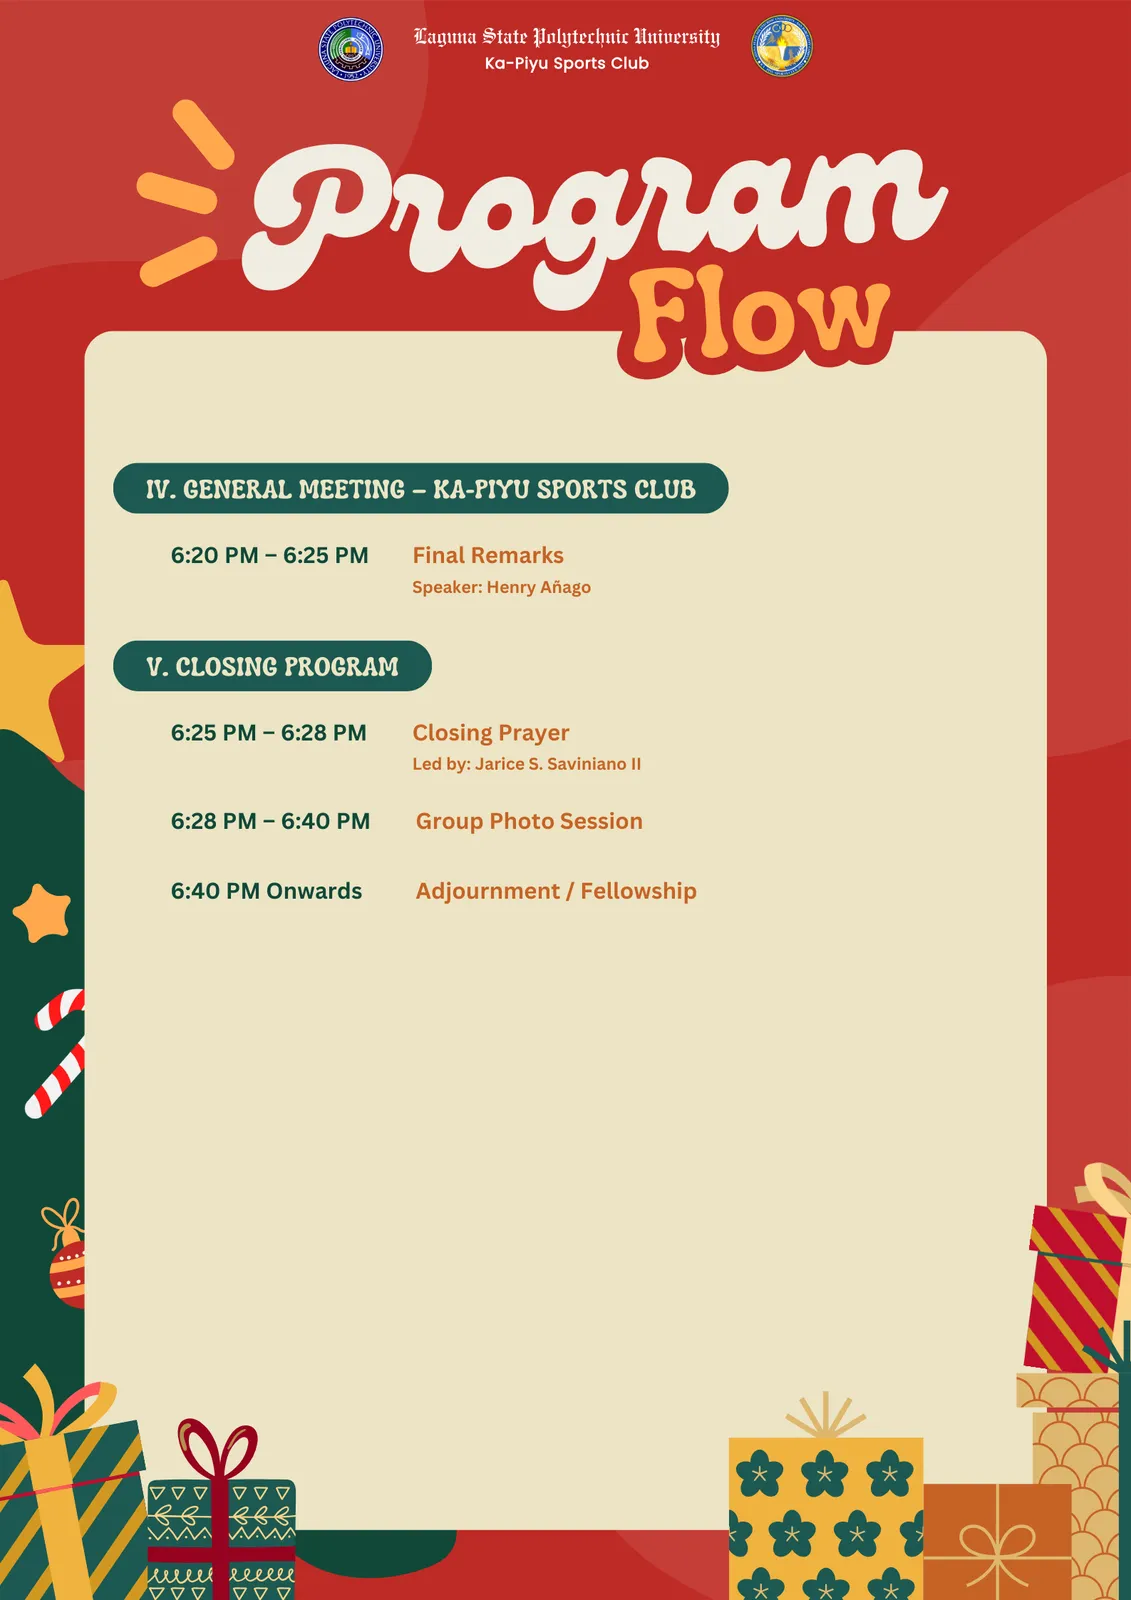 Laguna State Polytechnic University
Ka-Piyu Sports Club
Program
Flow
IV. GENERAL MEETING – KA-PIYU SPORTS CLUB
6:20 PM – 6:25 PM Final Remarks
Speaker: Henry Añago
V. CLOSING PROGRAM
6:25 PM – 6:28 PM Closing Prayer
Led by: Jarice S. Saviniano II
6:28 PM – 6:40 PM Group Photo Session
6:40 PM Onwards Adjournment / Fellowship